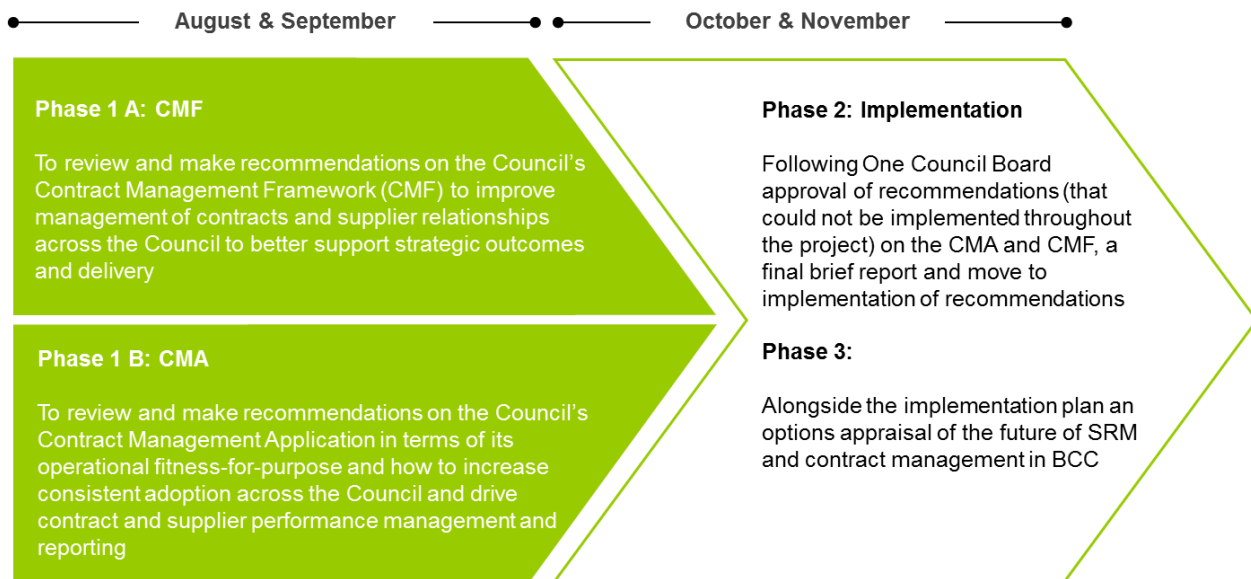 August & September
October & November
Phase 1 A: CMF
To review and make recommendations on the Council's
Contract Management Framework (CMF) to improve
management of contracts and supplier relationships
across the Council to better support strategic outcomes
and delivery
Phase 1 B: CMA
To review and make recommendations on the Council's
Contract Management Application in terms of its
operational fitness-for-purpose and how to increase
consistent adoption across the Council and drive
contract and supplier performance management and
reporting
Phase 2: Implementation
Following One Council Board
approval of recommendations (that
could not be implemented throughout
the project) on the CMA and CMF, a
final brief report and move to
implementation of recommendations
Phase 3:
Alongside the implementation plan an
options appraisal of the future of SRM
and contract management in BCC